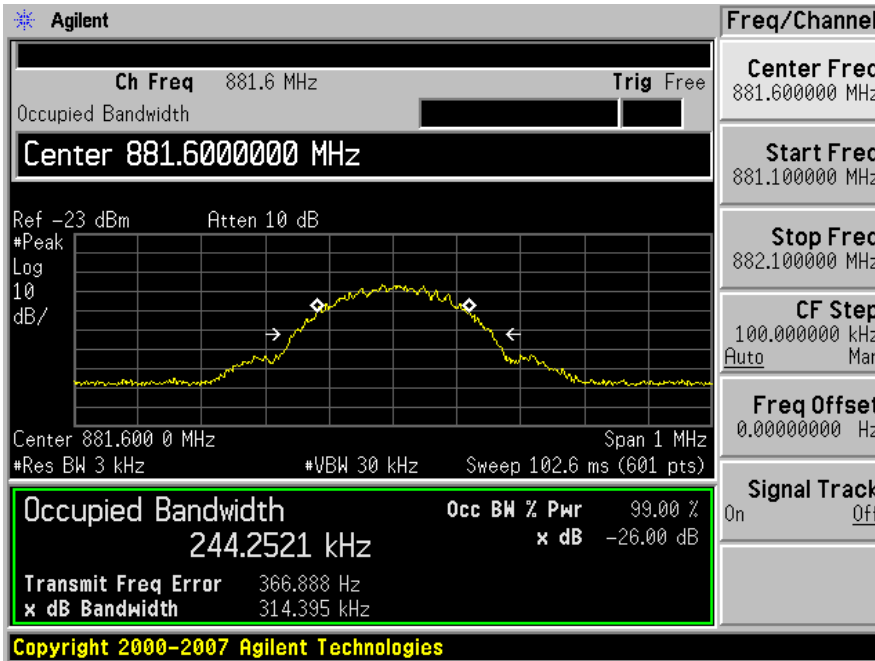 Agilent
Freq/Channel
Ch Freq 881.6 MHz Trig Free
Occupied Bandwidth
Center 881.6000000 MHz
Center Freq
881.600000 MHz
Start Freq
881.100000 MHz
Stop Freq
882.100000 MHz
CF Step
100.000000 kHz
Auto Man
Freq Offset
0.00000000 Hz
Signal Track
On Off
Ref -23 dBm Atten 10 dB
#Peak
Log
10
dB/
Center 881.600 0 MHz Span 1 MHz
#Res BW 3 kHz #VBW 30 kHz Sweep 102.6 ms (601 pts)
Occupied Bandwidth Occ BW % Pwr 99.00 %
244.2521 kHz x dB -26.00 dB
Transmit Freq Error 366.888 Hz
x dB Bandwidth 314.395 kHz
Copyright 2000-2007 Agilent Technologies